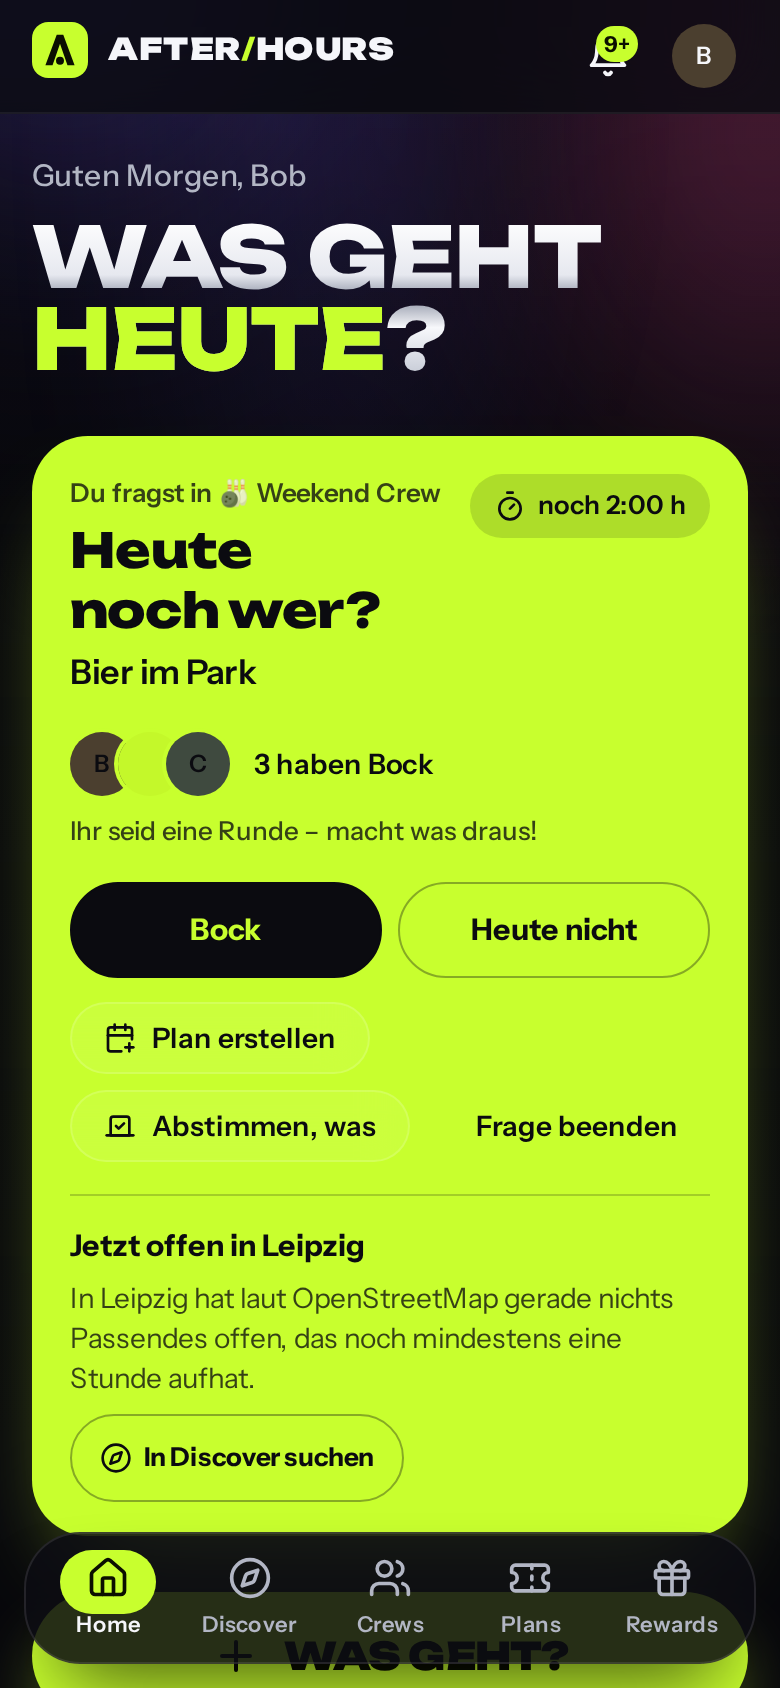 AFTER/HOURS
9+
B
Guten Morgen, Bob
WAS GEHT
HEUTE?
Du fragst in 🎳 Weekend Crew
noch 2:00 h
Heute
noch wer?
Bier im Park
B
C
3 haben Bock
Ihr seid eine Runde – macht was draus!
Bock
Heute nicht
Plan erstellen
Abstimmen, was
Frage beenden
Jetzt offen in Leipzig
In Leipzig hat laut OpenStreetMap gerade nichts
Passendes offen, das noch mindestens eine
Stunde aufhat.
In Discover suchen
Home
Discover
Crews
Plans
Rewards
+ WAS GEHT?